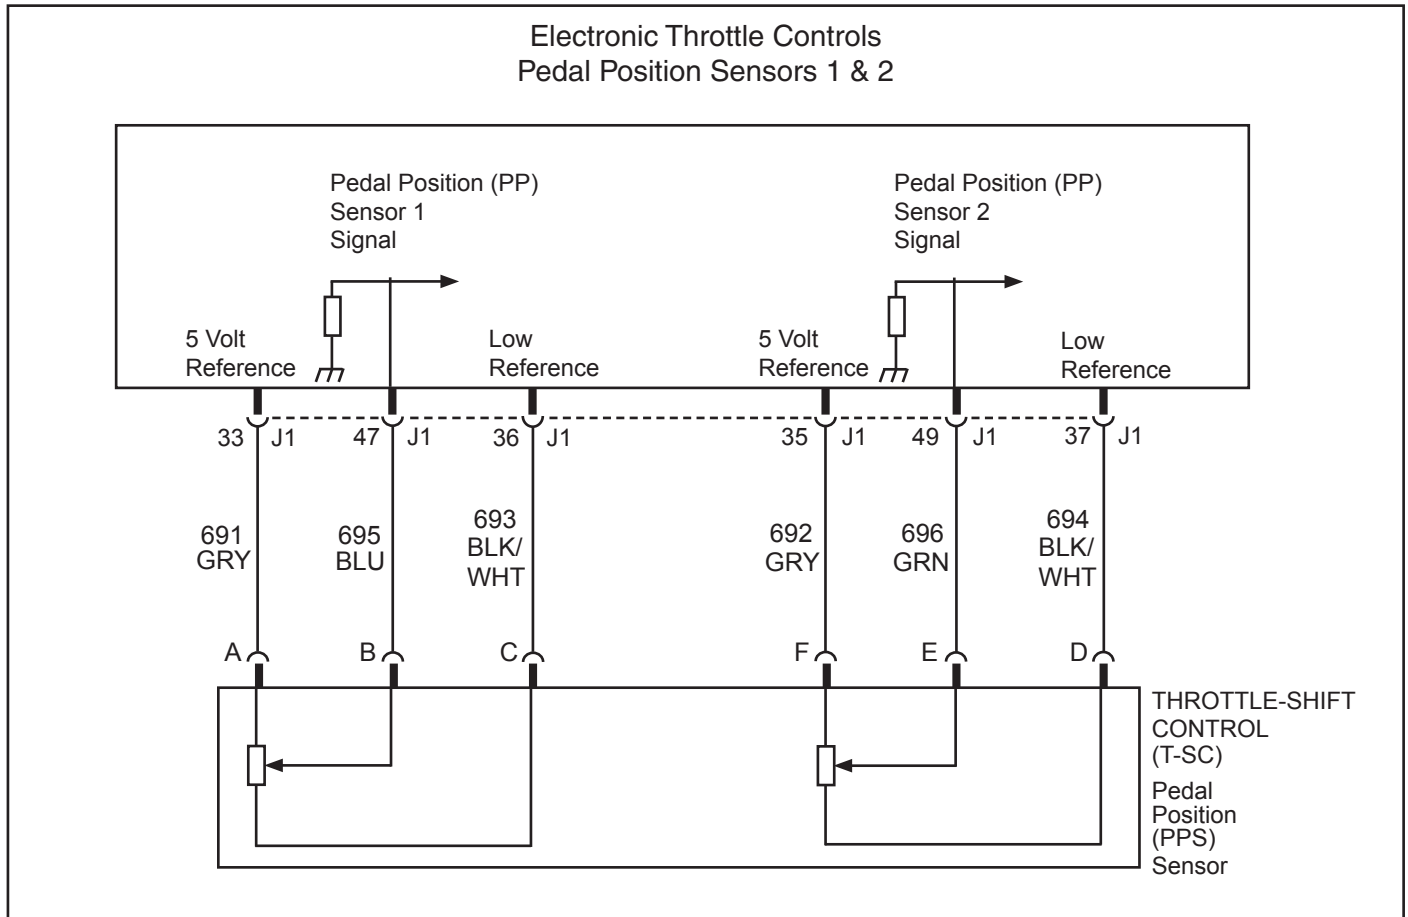 Electronic Throttle Controls
Pedal Position Sensors 1 & 2
Pedal Position (PP)
Sensor 1
Signal
Pedal Position (PP)
Sensor 2
Signal
5 Volt
Reference
Low
Reference
5 Volt
Reference
Low
Reference
33 J1
47 J1
36 J1
35 J1
49 J1
37 J1
691
GRY
695
BLU
693
BLK/
WHT
692
GRY
696
GRN
694
BLK/
WHT
A
B
C
F
E
D
THROTTLE-SHIFT
CONTROL
(T-SC)
Pedal
Position
(PPS)
Sensor